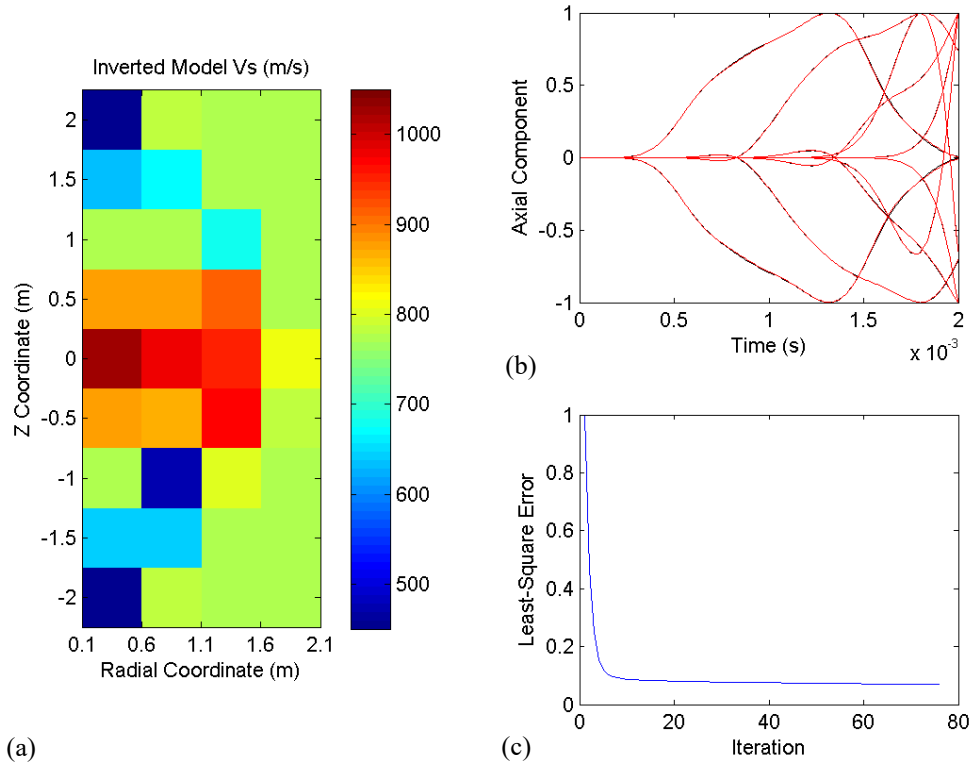 Inverted Model Vs (m/s)
Z Coordinate (m)
2
1.5
1
0.5
0
-0.5
-1
-1.5
-2
0.1 0.6 1.1 1.6 2.1
Radial Coordinate (m)
1000
900
800
700
600
500
(a)
Axial Component
1
0.5
0
-0.5
-1
0 0.5 1 1.5 2
Time (s)
x 10⁻³
(b)
Least-Square Error
1
0.8
0.6
0.4
0.2
0
0 20 40 60 80
Iteration
(c)